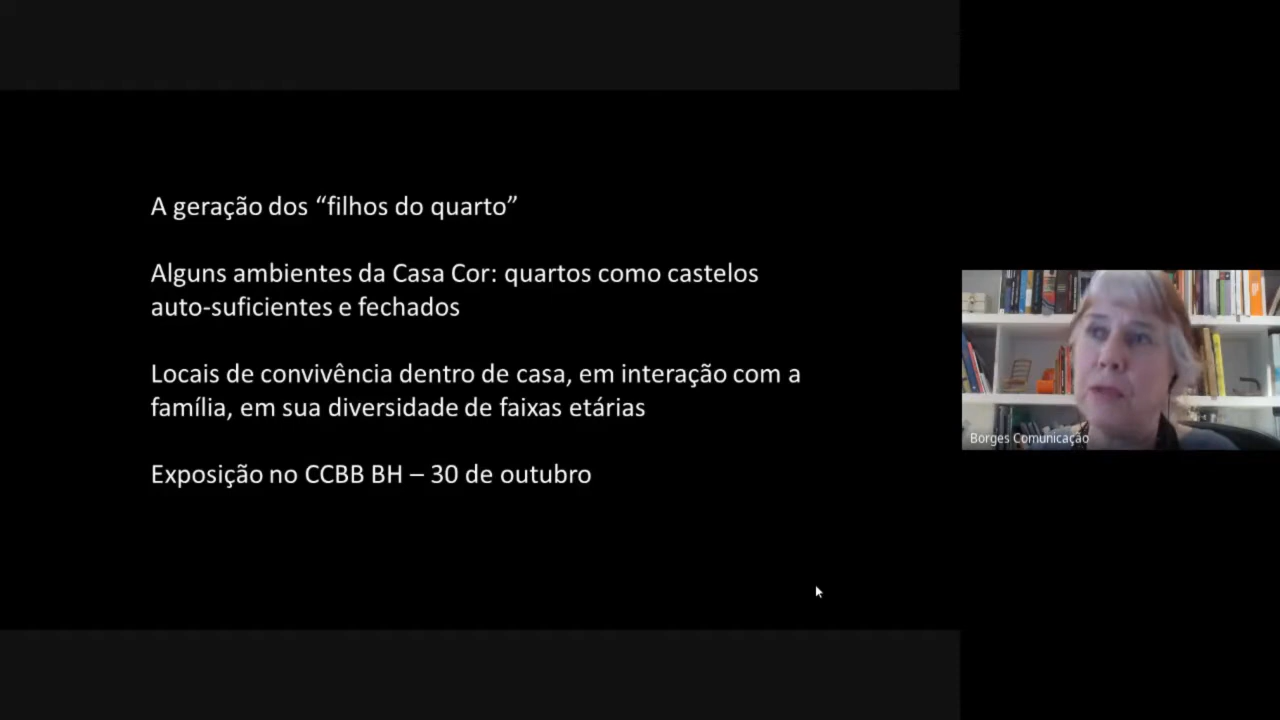 A geração dos “filhos do quarto”
Alguns ambientes da Casa Cor: quartos como castelos
auto-suficientes e fechados
Locais de convivência dentro de casa, em interação com a
família, em sua diversidade de faixas etárias
Exposição no CCBB BH – 30 de outubro
Borges Comunicação